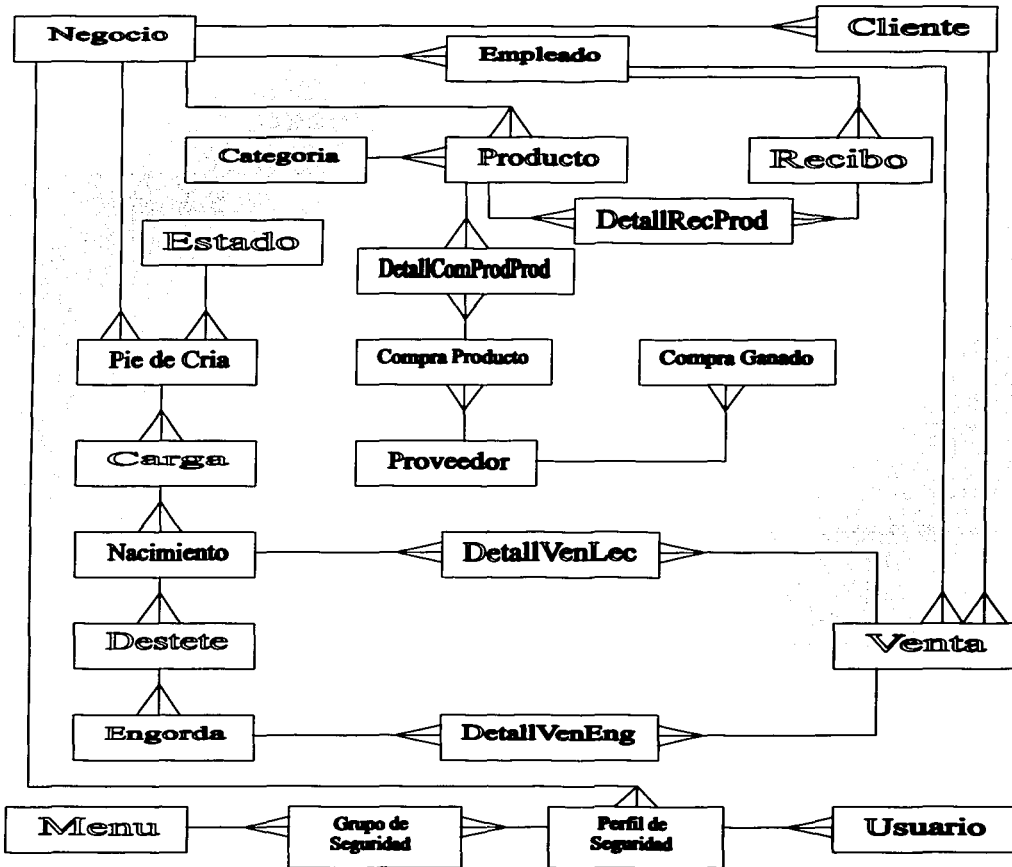 Negocio
Cliente
Empleado
Categoria
Producto
Recibo
DetallRecProd
Estado
DetallComProdProd
Pie de Cria
Compra Producto
Compra Ganado
Carga
Proveedor
Nacimiento
DetallVenLec
Destete
Venta
Engorda
DetallVenEng
Menu
Grupo de
Seguridad
Perfil de
Seguridad
Usuario